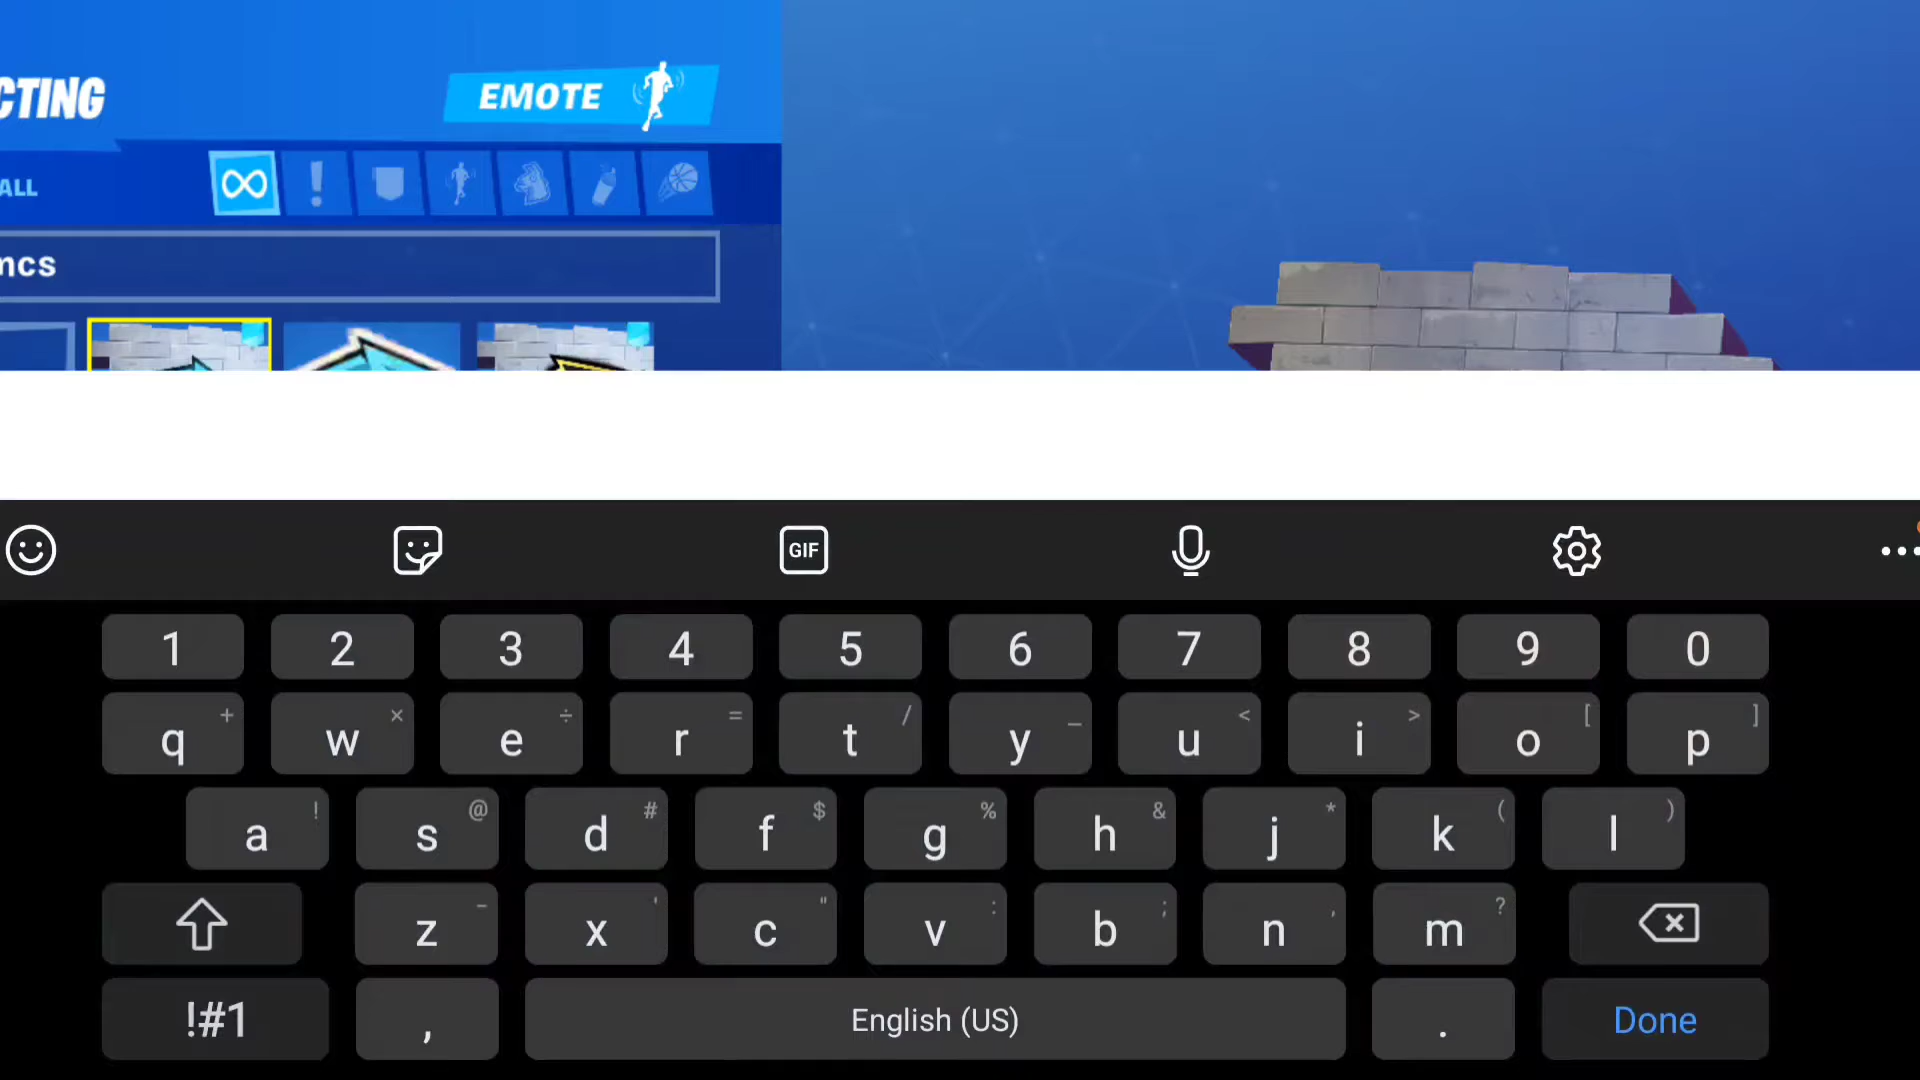 CTING
EMOTE
ALL
ncs
GIF
1 2 3 4 5 6 7 8 9 0
q + w × e ÷ r = t / y _ u < i > o [ p ]
a ! s @ d # f $ g % h & j * k ( l )
z - x ' c " v : b ; n , m ?
!#1 , English (US) . Done